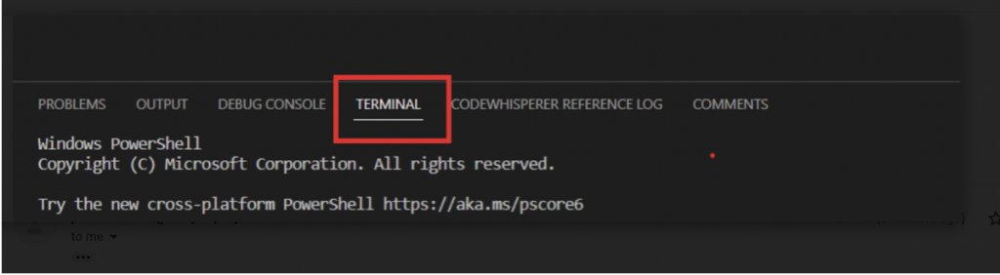 PROBLEMS OUTPUT DEBUG CONSOLE TERMINAL CODEWHISPERER REFERENCE LOG COMMENTS
Windows PowerShell
Copyright (C) Microsoft Corporation. All rights reserved.
Try the new cross-platform PowerShell https://aka.ms/pscore6
to me